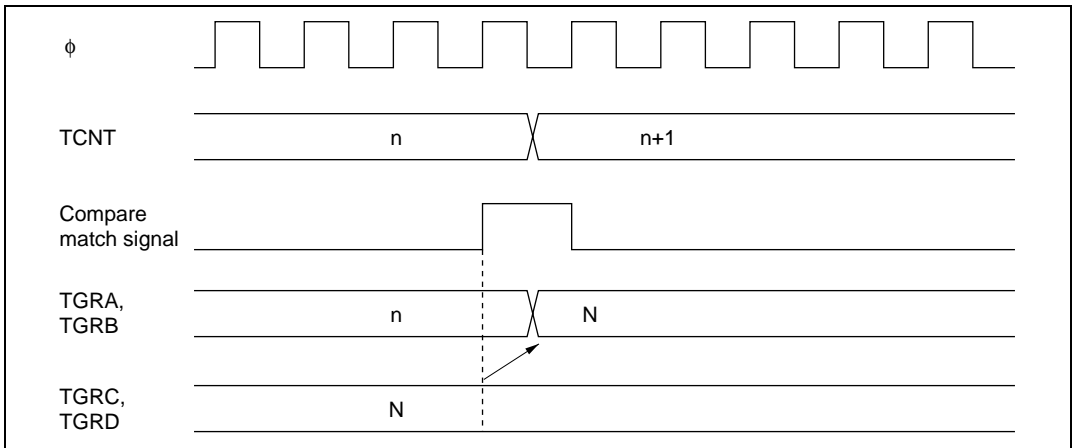 ϕ
TCNT
n
n+1
Compare
match signal
TGRA,
TGRB
n
N
TGRC,
TGRD
N